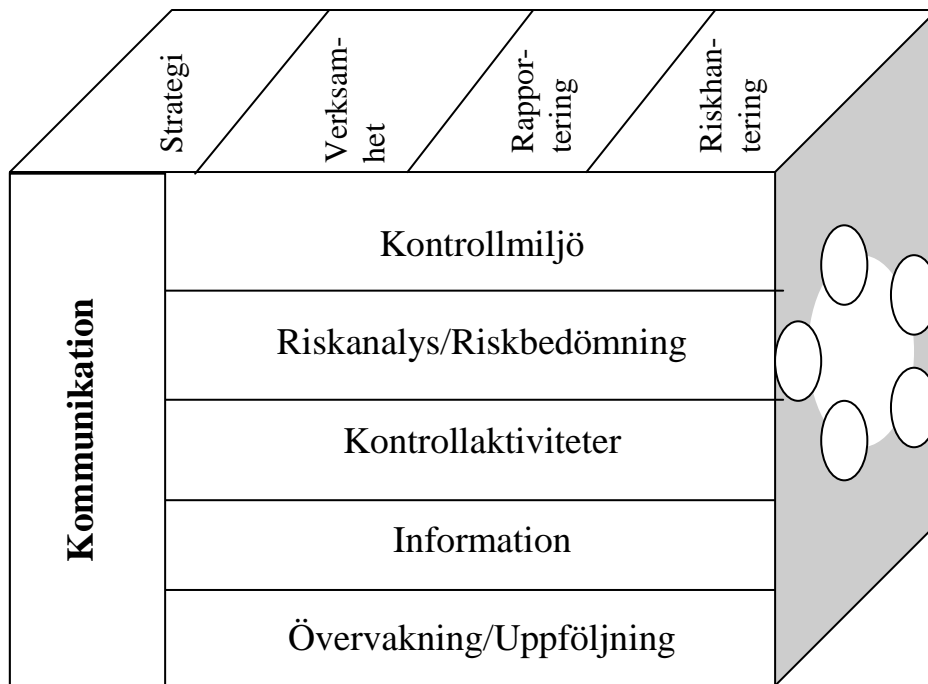 Strategi
Verksam-
het
Rappor-
tering
Riskhan-
tering
Kommunikation
Kontrollmiljö
Riskanalys/Riskbedömning
Kontrollaktiviteter
Information
Övervakning/Uppföljning